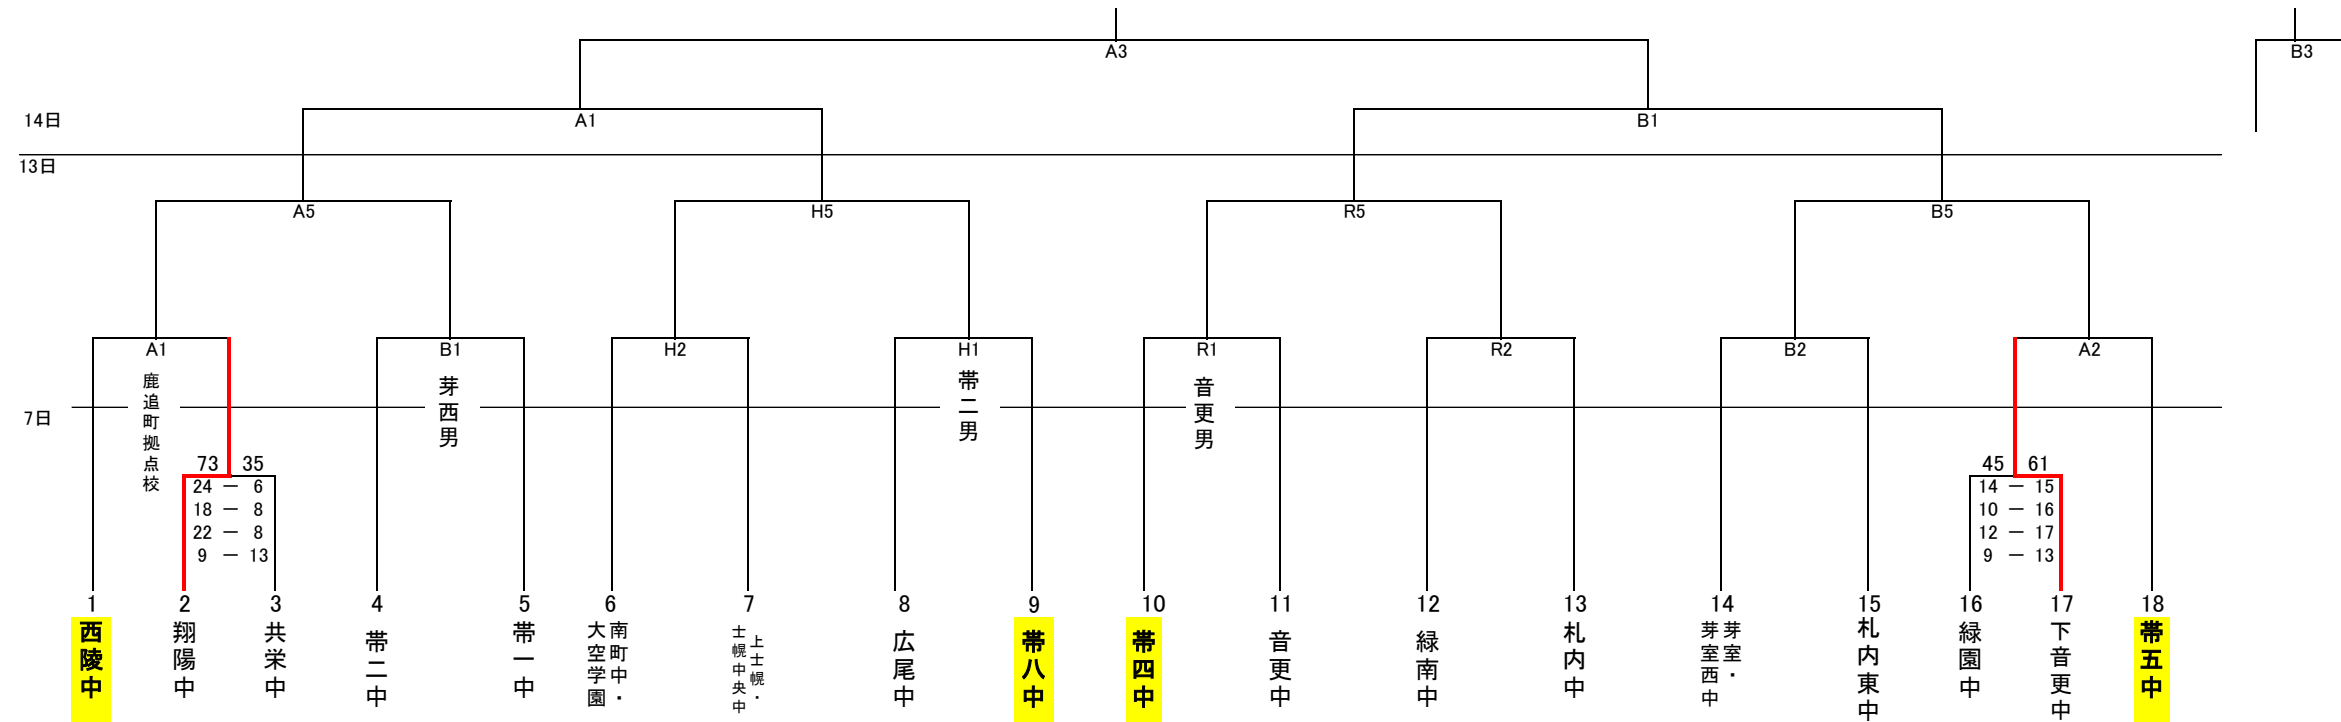 A3
B3
14日
A1
B1
13日
A5
H5
R5
B5
A1
B1
H2
H1
R1
R2
B2
A2
鹿追町拠点校
芽西男
帯二男
音更男
7日
73 35
24 － 6
18 － 8
22 － 8
9 － 13
45 61
14 － 15
10 － 16
12 － 17
9 － 13
1
2
3
4
5
6
7
8
9
10
11
12
13
14
15
16
17
18
西陵中
翔陽中
共栄中
帯二中
帯一中
南町中・
大空学園
上士幌・
士幌中央中
広尾中
帯八中
帯四中
音更中
緑南中
札内中
芽室・
芽室西中
札内東中
緑園中
下音更中
帯五中